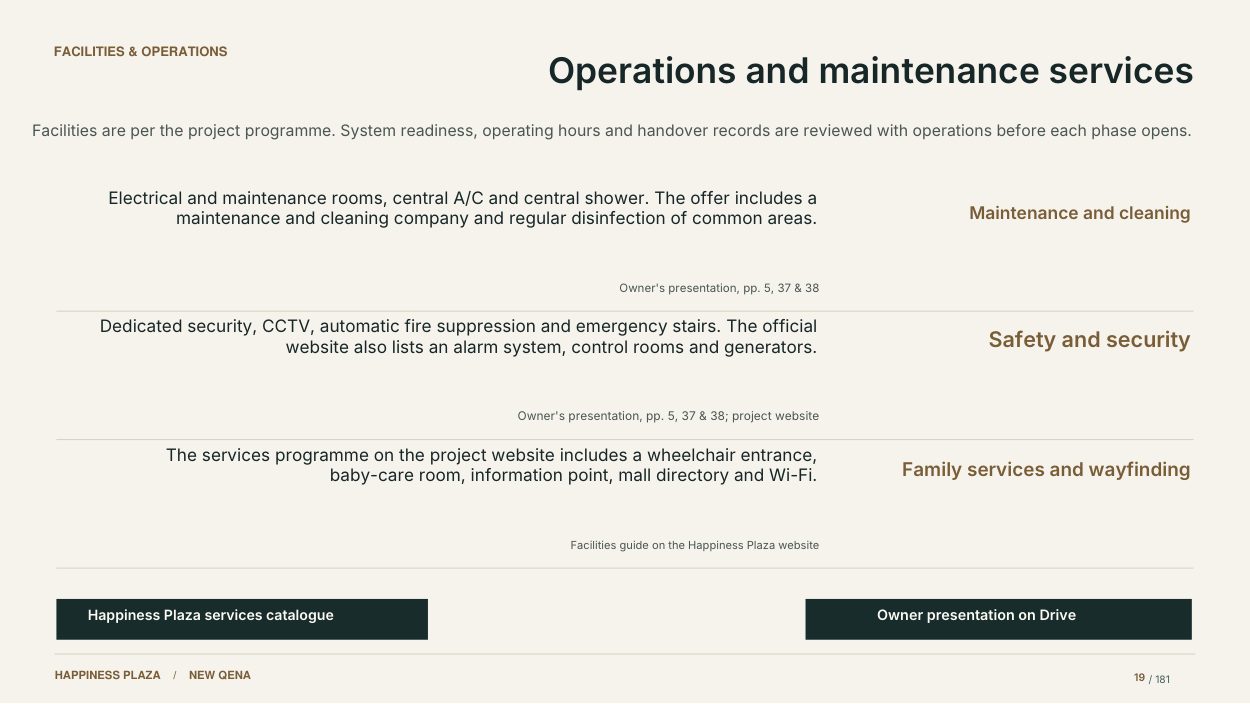 FACILITIES & OPERATIONS
Operations and maintenance services
Facilities are per the project programme. System readiness, operating hours and handover records are reviewed with operations before each phase opens.
Maintenance and cleaning
Electrical and maintenance rooms, central A/C and central shower. The offer includes a
maintenance and cleaning company and regular disinfection of common areas.
Owner's presentation, pp. 5, 37 & 38
Safety and security
Dedicated security, CCTV, automatic fire suppression and emergency stairs. The official
website also lists an alarm system, control rooms and generators.
Owner's presentation, pp. 5, 37 & 38; project website
Family services and wayfinding
The services programme on the project website includes a wheelchair entrance,
baby-care room, information point, mall directory and Wi-Fi.
Facilities guide on the Happiness Plaza website
Happiness Plaza services catalogue
Owner presentation on Drive
HAPPINESS PLAZA / NEW QENA
19 / 181